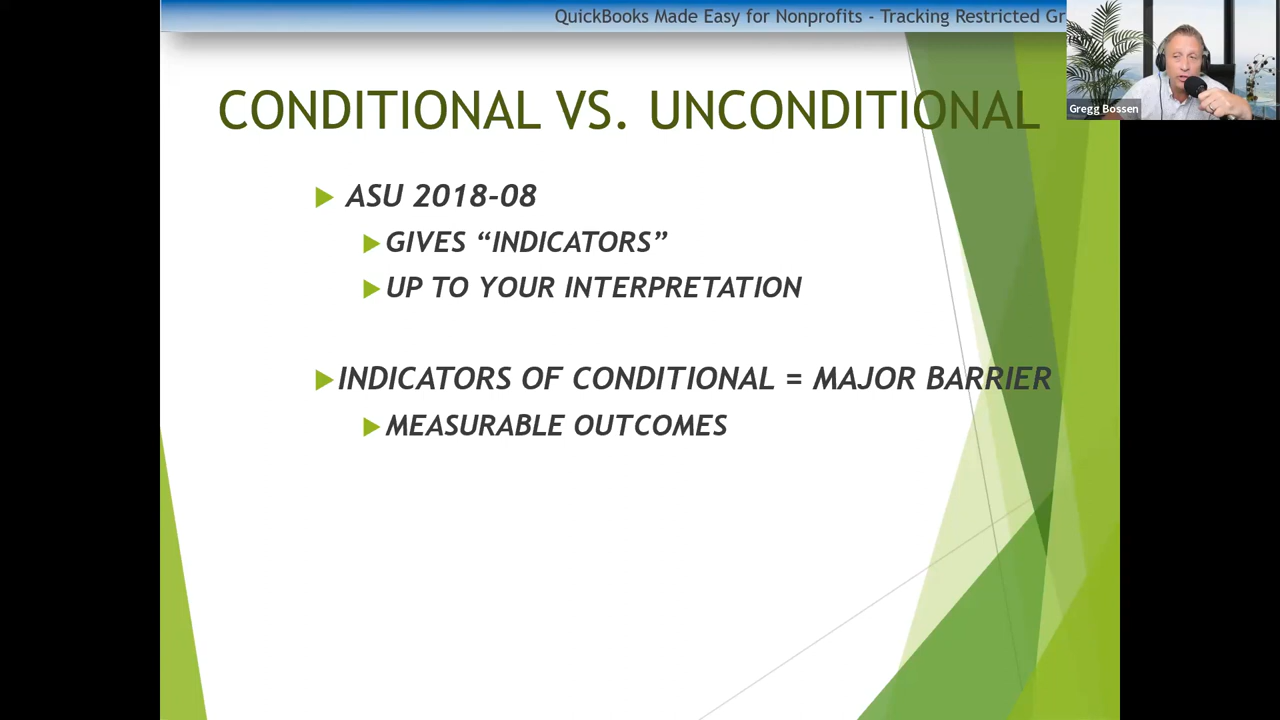 QuickBooks Made Easy for Nonprofits - Tracking Restricted
Gregg Bossen
CONDITIONAL VS. UNCONDITIONAL
ASU 2018-08
GIVES “INDICATORS”
UP TO YOUR INTERPRETATION
INDICATORS OF CONDITIONAL = MAJOR BARRIER
MEASURABLE OUTCOMES